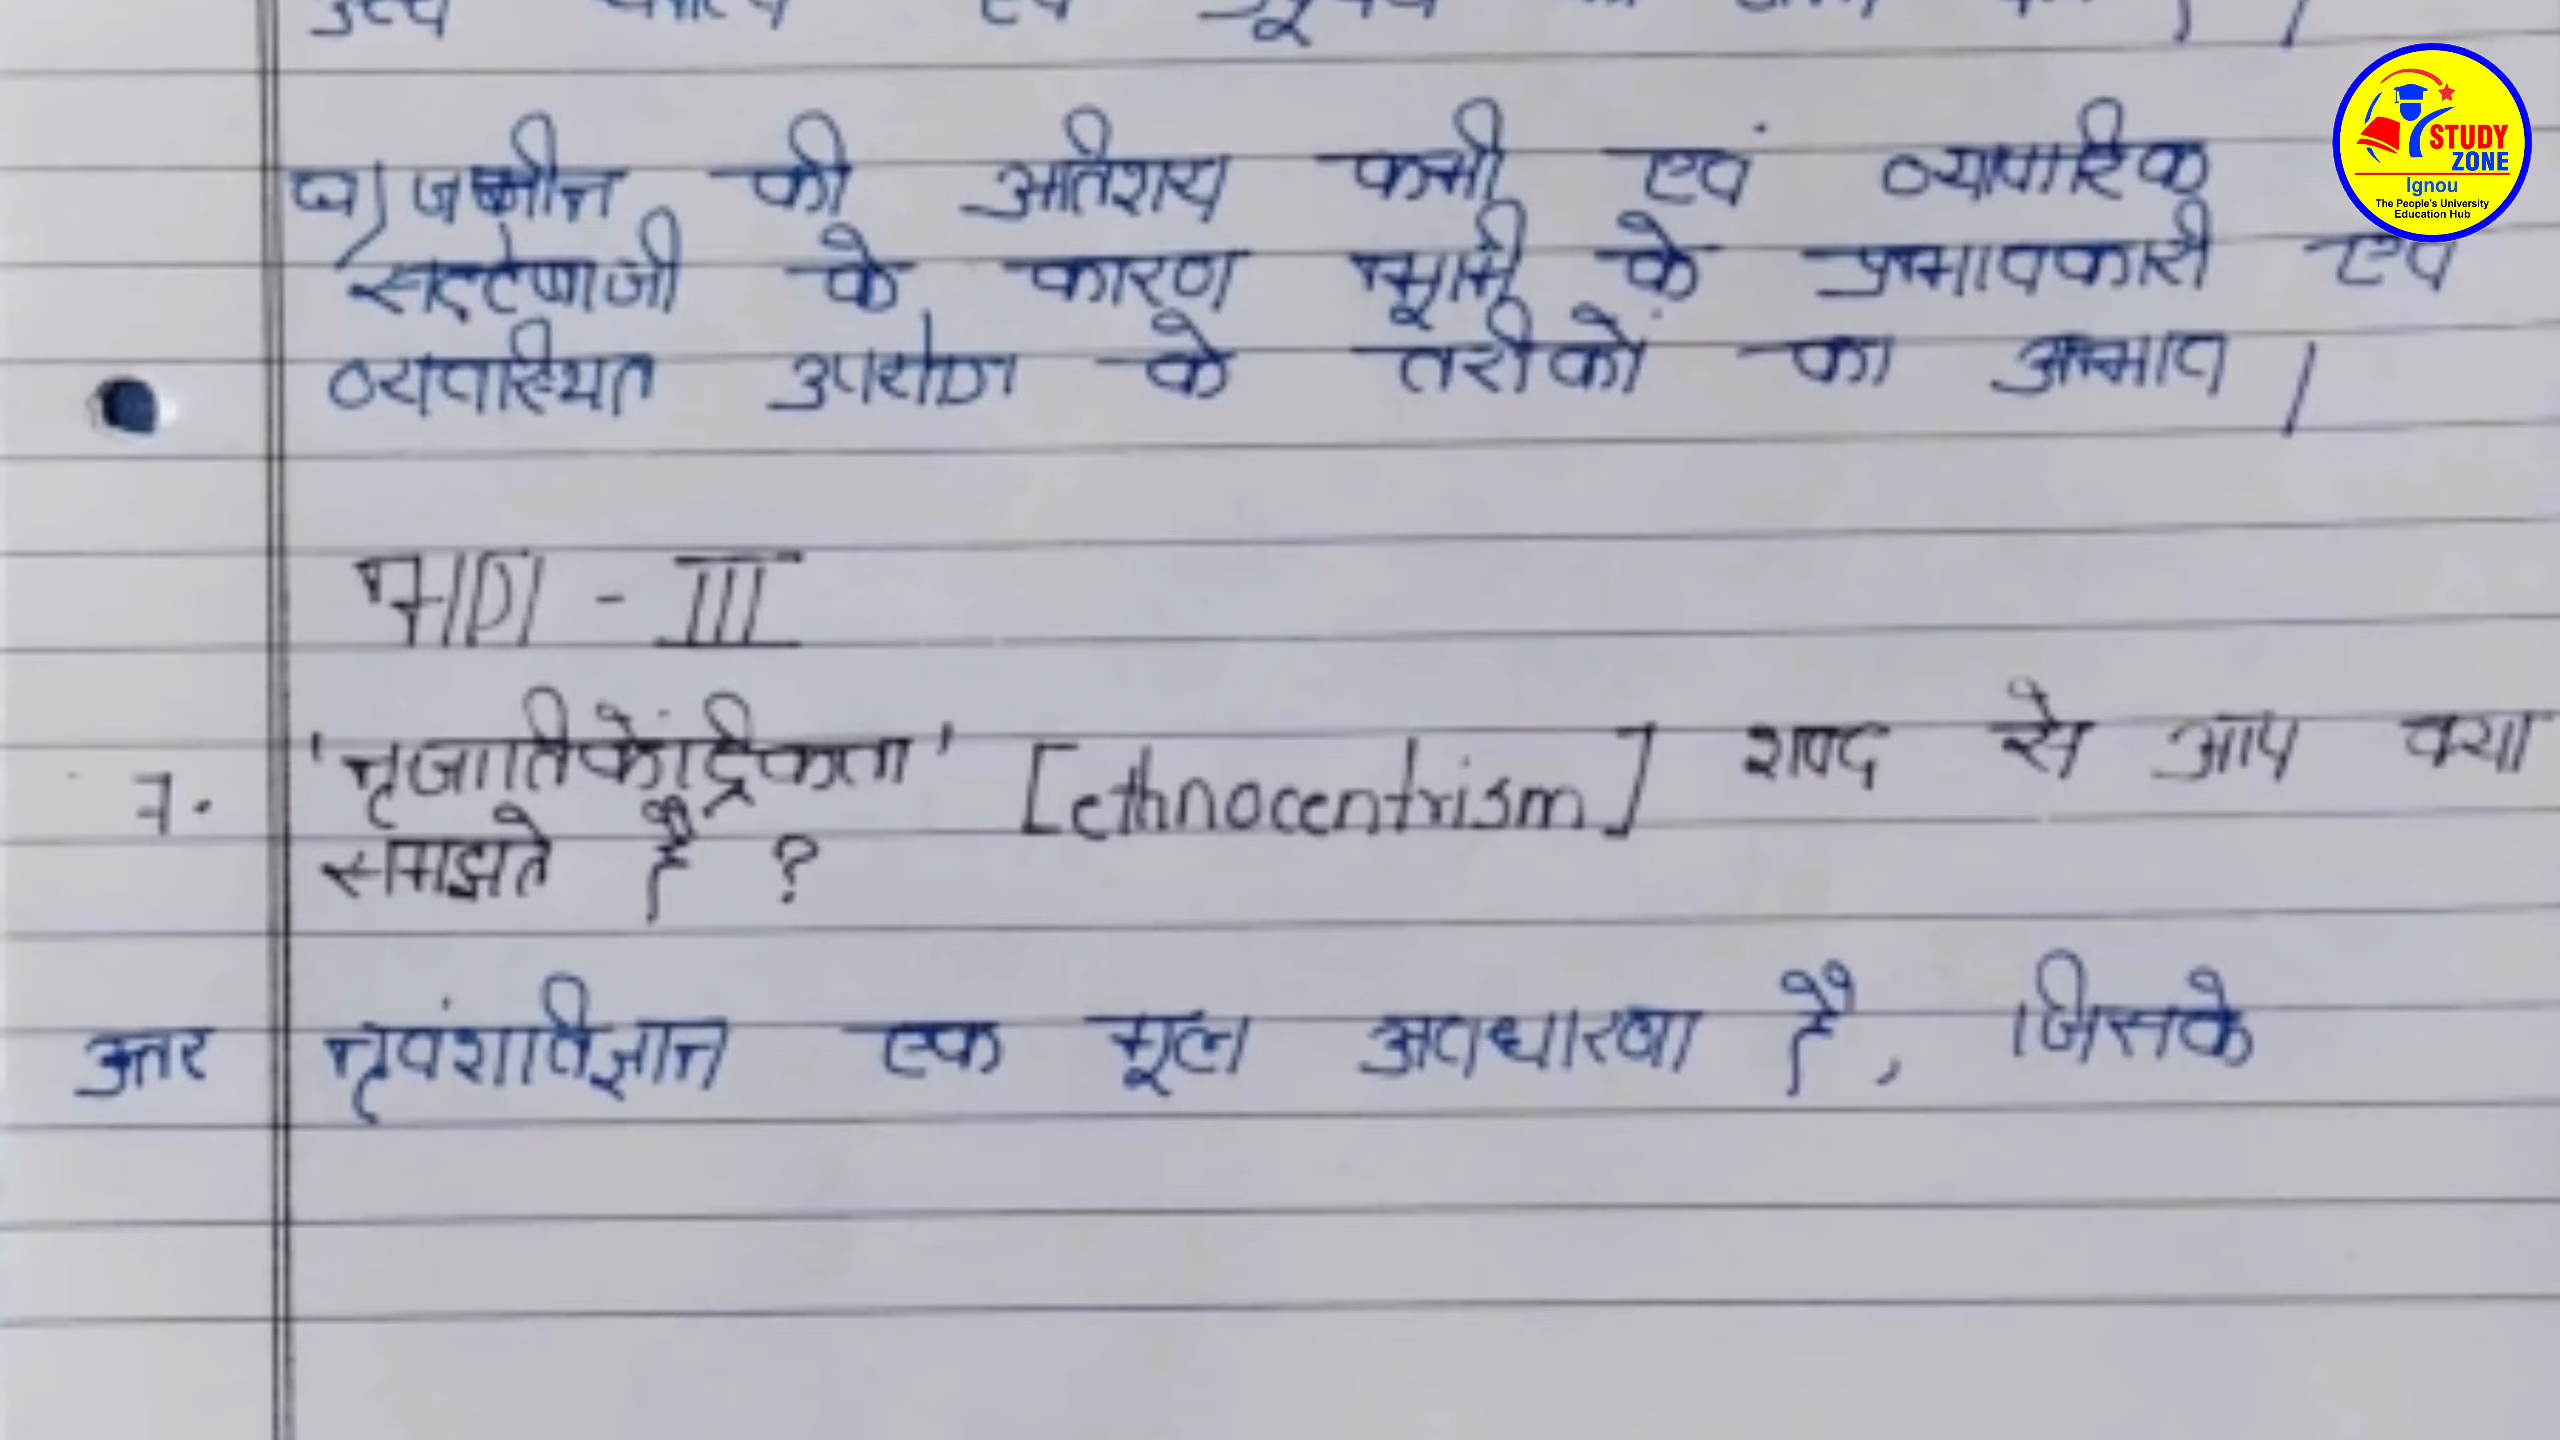 घ) जमीन की अतिशय कमी एवं व्यापारिक
सट्टेबाजी के कारण भूमि के प्रभावकारी एवं
व्यवस्थित उपयोग के तरीकों का अभाव |
भाग - III
7. 'नृजातिकेंद्रिकता' [ethnocentrism] शब्द से आप क्या
समझते हैं ?
उत्तर नृवंशविज्ञान एक मूल अवधारणा है, जिसके
STUDY
ZONE
Ignou
The People's University
Education Hub